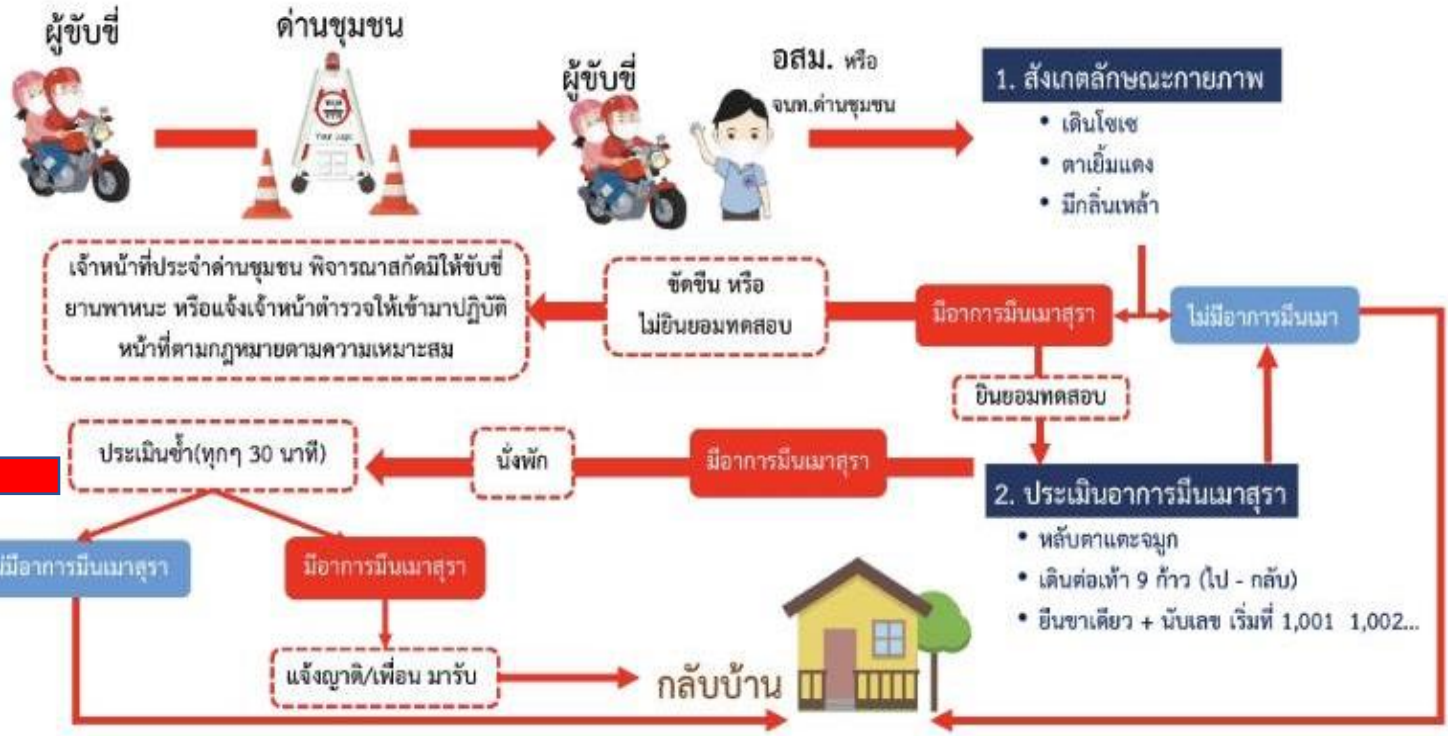 ผู้ขับขี่
ด่านชุมชน
ผู้ขับขี่
อสม. หรือ
จนท.ด่านชุมชน
1. สังเกตลักษณะกายภาพ
• เดินโซเซ
• ตาเยิ้มแดง
• มีกลิ่นเหล้า
เจ้าหน้าที่ประจำด่านชุมชน พิจารณาสกัดมิให้ขับขี่
ยานพาหนะ หรือแจ้งเจ้าหน้าตำรวจให้เข้ามาปฏิบัติ
หน้าที่ตามกฎหมายตามความเหมาะสม
ขัดขืน หรือ
ไม่ยินยอมทดสอบ
มีอาการมึนเมาสุรา
ไม่มีอาการมึนเมา
ยินยอมทดสอบ
ประเมินซ้ำ(ทุกๆ 30 นาที)
นั่งพัก
มีอาการมึนเมาสุรา
2. ประเมินอาการมึนเมาสุรา
• หลับตาแตะจมูก
• เดินต่อเท้า 9 ก้าว (ไป - กลับ)
• ยืนขาเดียว + นับเลข เริ่มที่ 1,001 1,002...
ม่มีอาการมึนเมาสุรา
มีอาการมึนเมาสุรา
แจ้งญาติ/เพื่อน มารับ
กลับบ้าน